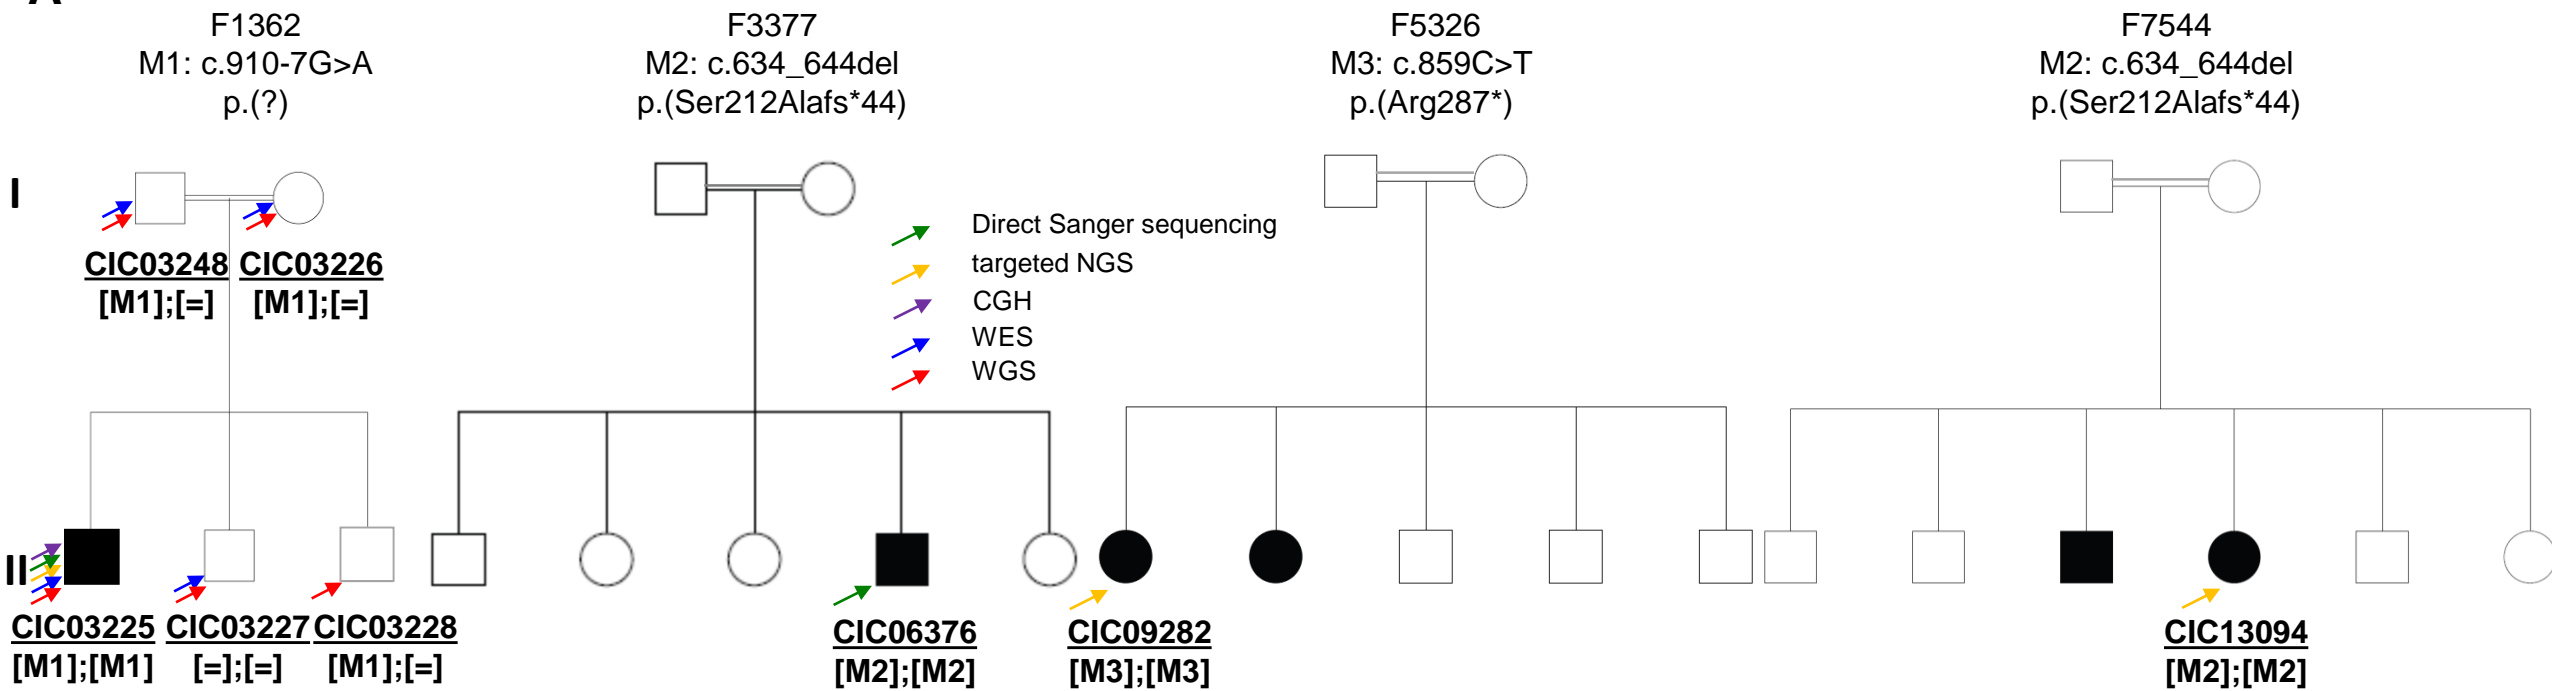 A
F1362
M1: c.910-7G>A
p.(?)
F3377
M2: c.634_644del
p.(Ser212Alafs*44)
F5326
M3: c.859C>T
p.(Arg287*)
F7544
M2: c.634_644del
p.(Ser212Alafs*44)
I
CIC03248 CIC03226
[M1];[=] [M1];[=]
Direct Sanger sequencing
targeted NGS
CGH
WES
WGS
II
CIC03225 CIC03227 CIC03228
[M1];[M1] [=];[=] [M1];[=]
CIC06376
[M2];[M2]
CIC09282
[M3];[M3]
CIC13094
[M2];[M2]